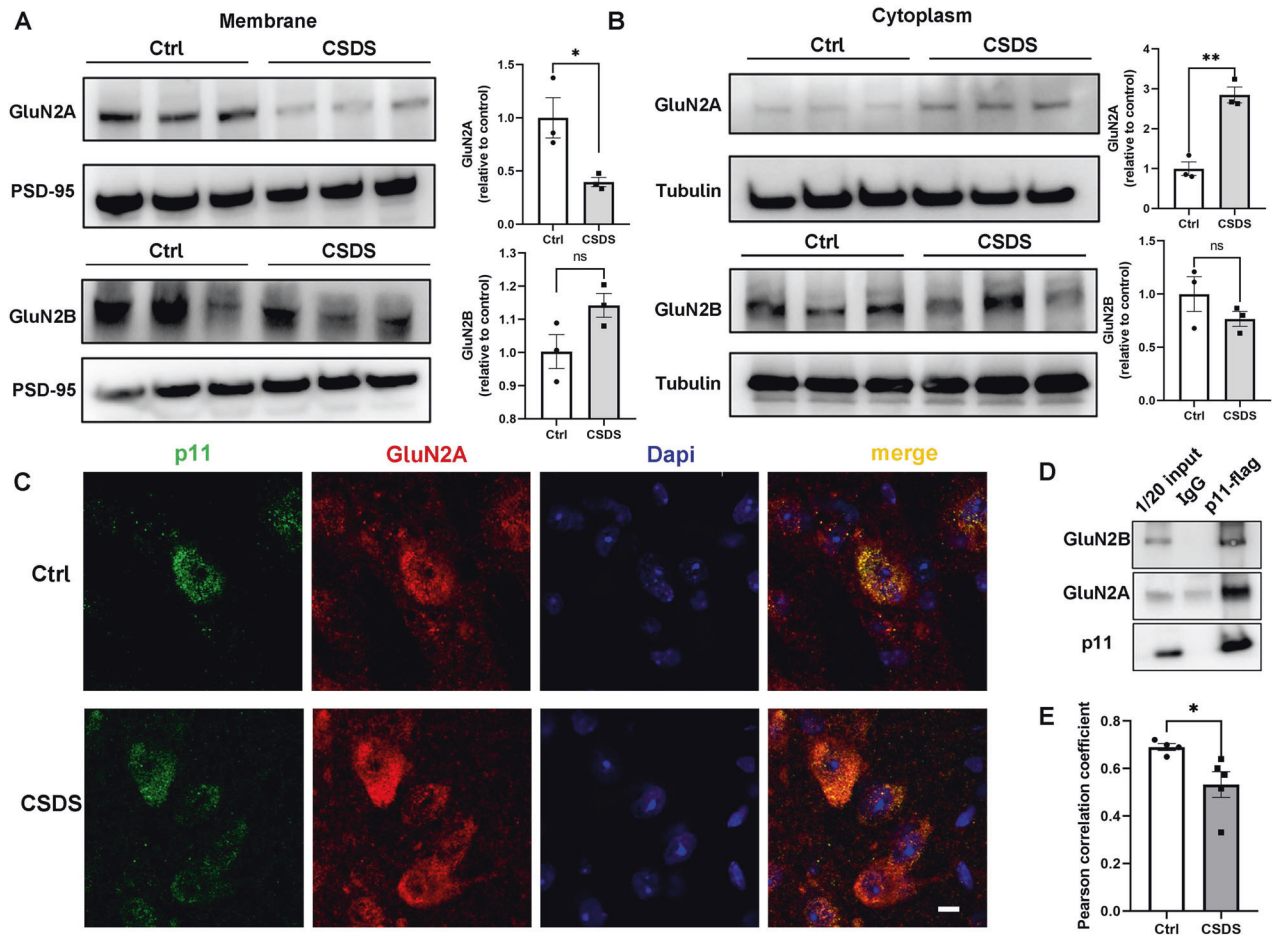 A
Membrane
Ctrl
CSDS
GluN2A
PSD-95
Ctrl
CSDS
GluN2B
PSD-95
GluN2A
(relative to control)
1.5
1.0
0.5
0.0
*
Ctrl
CSDS
GluN2B
(relative to control)
1.3
1.2
1.1
1.0
0.9
0.8
ns
Ctrl
CSDS
B
Cytoplasm
Ctrl
CSDS
GluN2A
Tubulin
Ctrl
CSDS
GluN2B
Tubulin
GluN2A
(relative to control)
4
3
2
1
0
**
Ctrl
CSDS
GluN2B
(relative to control)
1.5
1.0
0.5
0.0
ns
Ctrl
CSDS
C
p11
GluN2A
Dapi
merge
Ctrl
CSDS
D
1/20 input
IgG
p11-flag
GluN2B
GluN2A
p11
E
Pearson correlation coefficient
0.8
0.6
0.4
0.2
0.0
*
Ctrl
CSDS